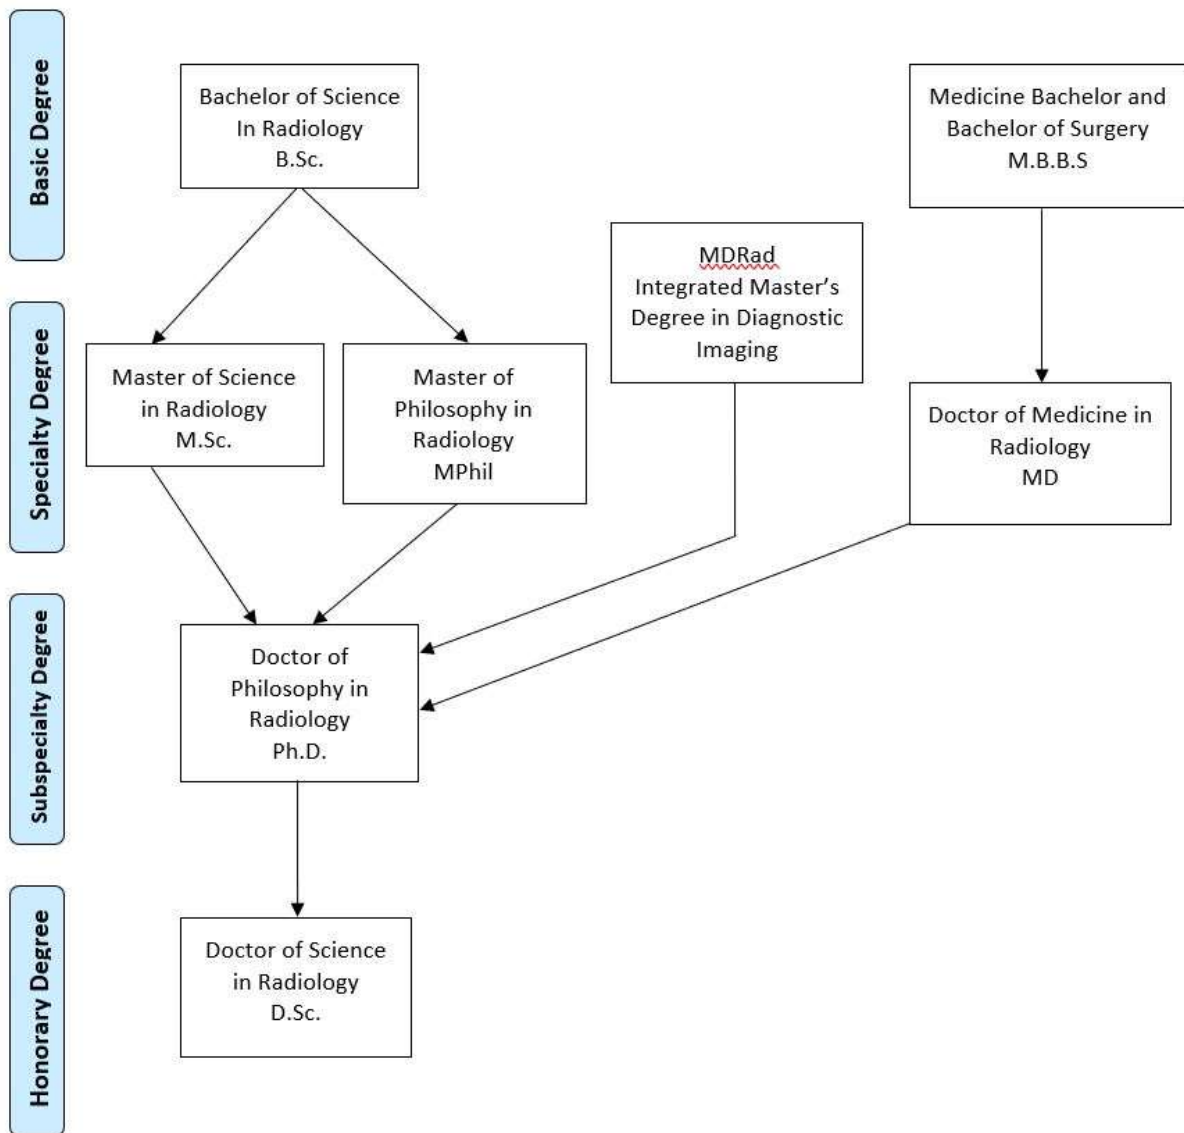 Basic Degree
Bachelor of Science
In Radiology
B.Sc.
Medicine Bachelor and
Bachelor of Surgery
M.B.B.S
MDRad
Integrated Master's
Degree in Diagnostic
Imaging
Specialty Degree
Master of Science
in Radiology
M.Sc.
Master of
Philosophy in
Radiology
MPhil
Doctor of Medicine in
Radiology
MD
Subspecialty Degree
Doctor of
Philosophy in
Radiology
Ph.D.
Honorary Degree
Doctor of Science
in Radiology
D.Sc.